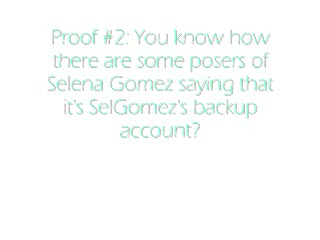 Proof #2: You know how
there are some posers of
Selena Gomez saying that
it's SelGomez's backup
account?